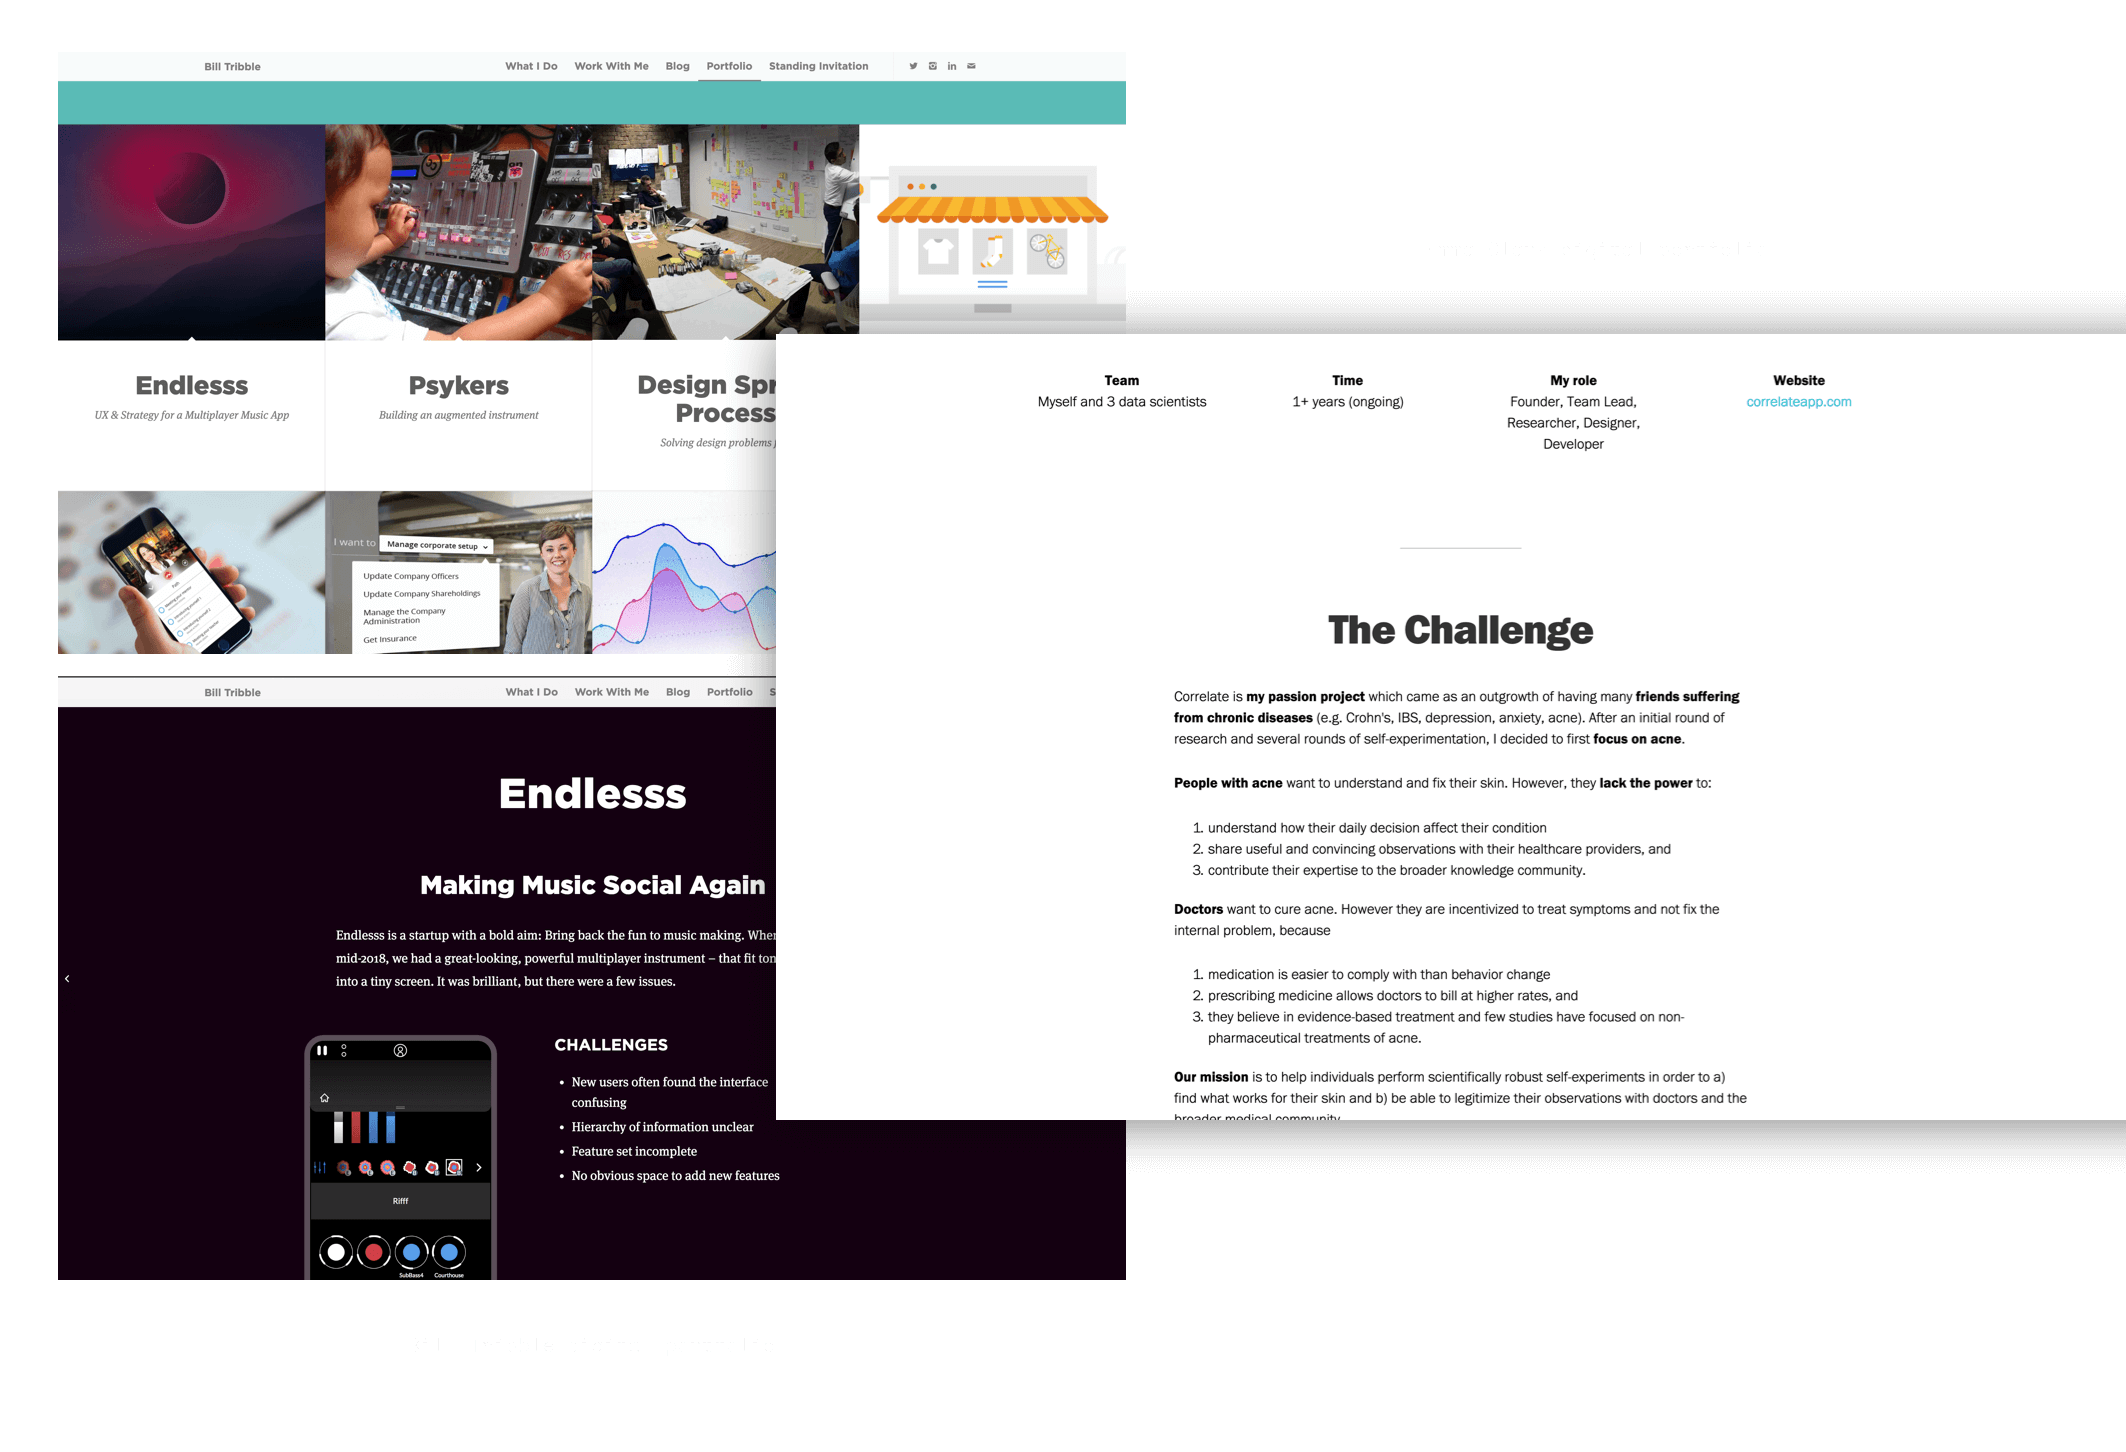 Bill Tribble
What I Do Work With Me Blog Portfolio Standing Invitation
Endlesss
UX & Strategy for a Multiplayer Music App
Psykers
Building an augmented instrument
Design Spr
Process
Solving design problems
I want to Manage corporate setup
Update Company Officers
Update Company Shareholdings
Manage the Company
Administration
Get Insurance
Bill Tribble
What I Do Work With Me Blog Portfolio S
Endlesss
Making Music Social Again
Endlesss is a startup with a bold aim: Bring back the fun to music making. When
mid-2018, we had a great-looking, powerful multiplayer instrument – that fit ton
into a tiny screen. It was brilliant, but there were a few issues.
CHALLENGES
• New users often found the interface
confusing
• Hierarchy of information unclear
• Feature set incomplete
• No obvious space to add new features
Rifff
SubBass4 Courthouse
Team
Myself and 3 data scientists
Time
1+ years (ongoing)
My role
Founder, Team Lead,
Researcher, Designer,
Developer
Website
correlateapp.com
The Challenge
Correlate is my passion project which came as an outgrowth of having many friends suffering
from chronic diseases (e.g. Crohn's, IBS, depression, anxiety, acne). After an initial round of
research and several rounds of self-experimentation, I decided to first focus on acne.
People with acne want to understand and fix their skin. However, they lack the power to:
1. understand how their daily decision affect their condition
2. share useful and convincing observations with their healthcare providers, and
3. contribute their expertise to the broader knowledge community.
Doctors want to cure acne. However they are incentivized to treat symptoms and not fix the
internal problem, because
1. medication is easier to comply with than behavior change
2. prescribing medicine allows doctors to bill at higher rates, and
3. they believe in evidence-based treatment and few studies have focused on non-
pharmaceutical treatments of acne.
Our mission is to help individuals perform scientifically robust self-experiments in order to a)
find what works for their skin and b) be able to legitimize their observations with doctors and the
broader medical community.